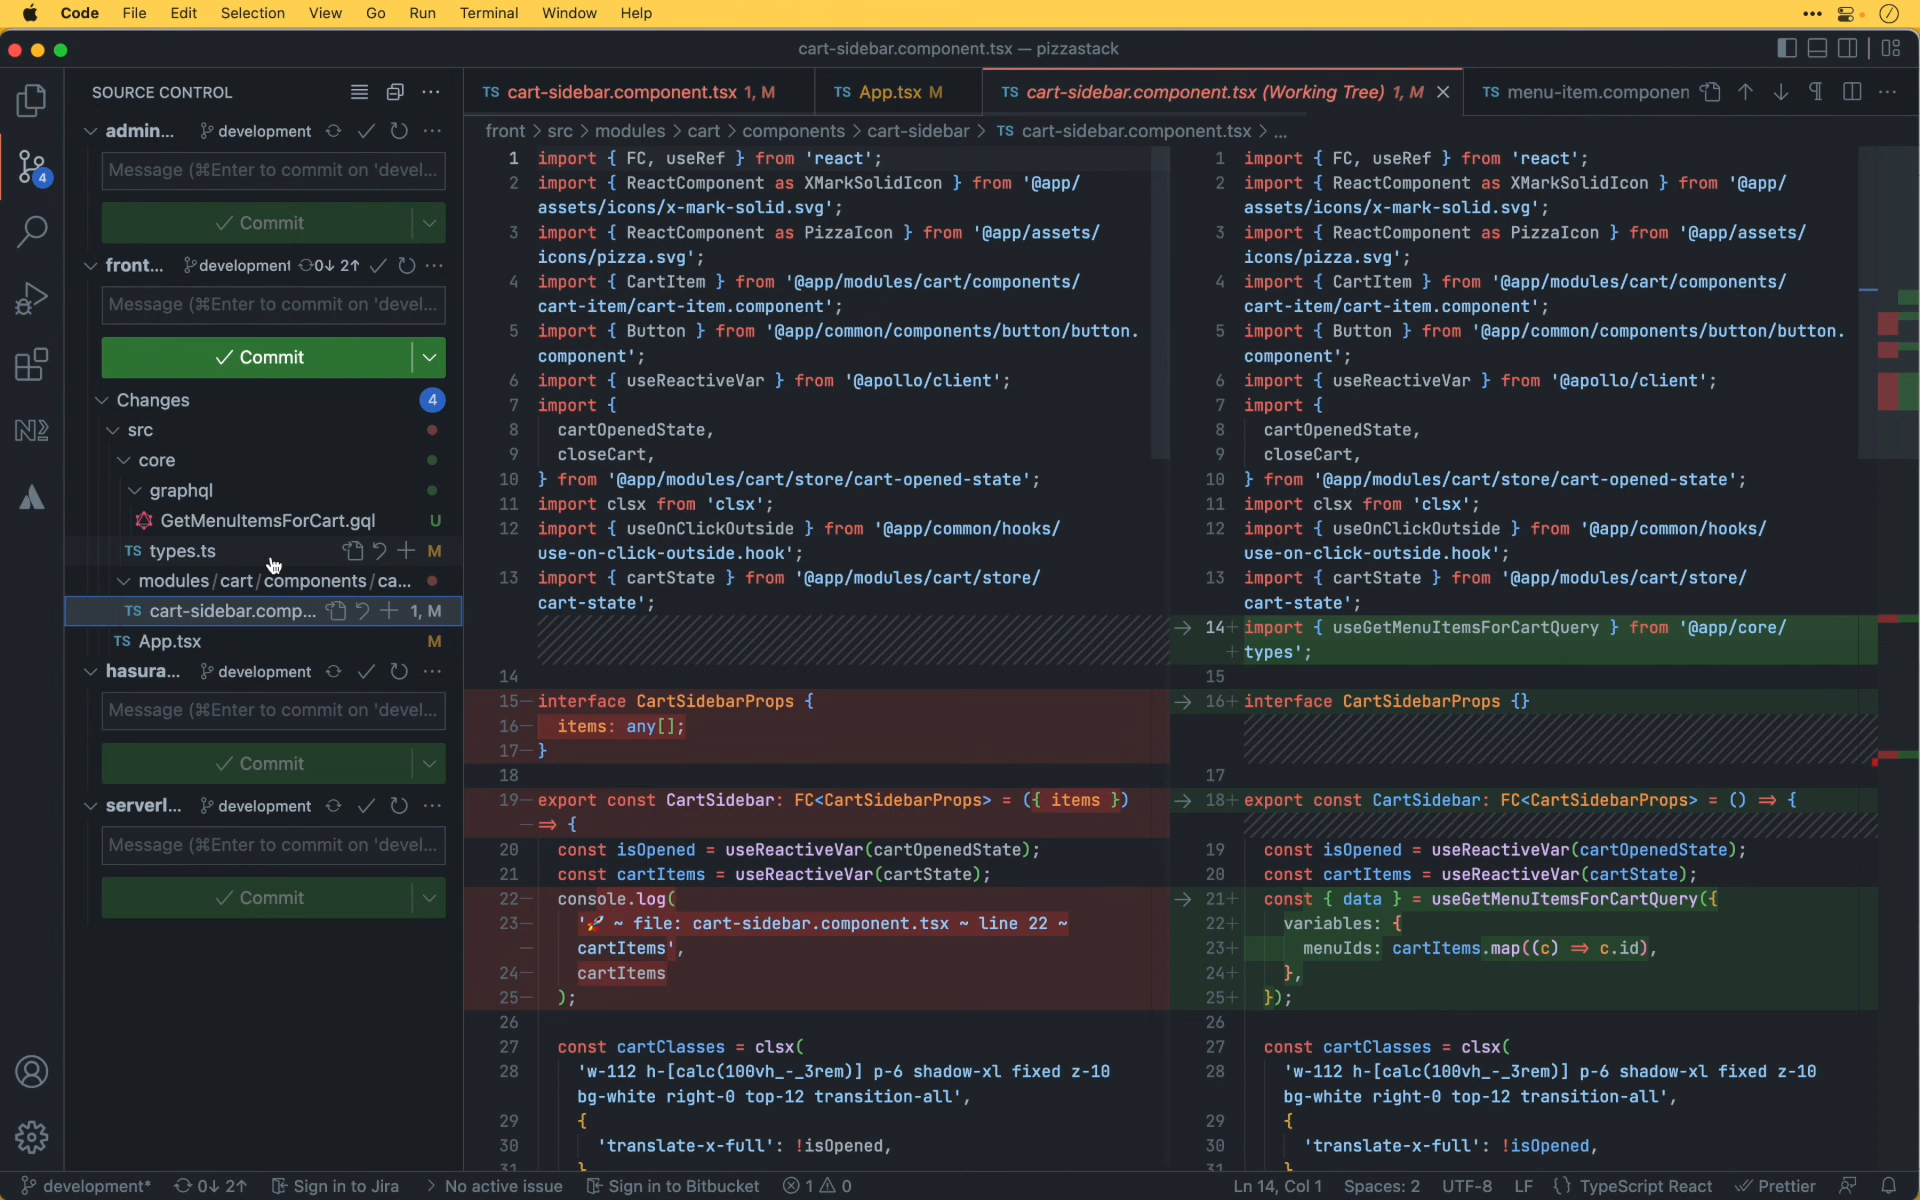 Code File Edit Selection View Go Run Terminal Window Help
cart-sidebar.component.tsx — pizzastack
SOURCE CONTROL
admin... development
Message (⌘Enter to commit on 'devel...
Commit
front... development 0↓ 2↑
Message (⌘Enter to commit on 'devel...
Commit
Changes 4
src
core
graphql
GetMenuItemsForCart.gql U
TS types.ts M
modules / cart / components / ca...
TS cart-sidebar.comp... 1, M
TS App.tsx M
hasura... development
Message (⌘Enter to commit on 'devel...
Commit
serverl... development
Message (⌘Enter to commit on 'devel...
Commit
4
TS cart-sidebar.component.tsx 1, M TS App.tsx M TS cart-sidebar.component.tsx (Working Tree) 1, M TS menu-item.componen
front > src > modules > cart > components > cart-sidebar > TS cart-sidebar.component.tsx > ...
1 import { FC, useRef } from 'react';
2 import { ReactComponent as XMarkSolidIcon } from '@app/
assets/icons/x-mark-solid.svg';
3 import { ReactComponent as PizzaIcon } from '@app/assets/
icons/pizza.svg';
4 import { CartItem } from '@app/modules/cart/components/
cart-item/cart-item.component';
5 import { Button } from '@app/common/components/button/button.
component';
6 import { useReactiveVar } from '@apollo/client';
7 import {
8 cartOpenedState,
9 closeCart,
10 } from '@app/modules/cart/store/cart-opened-state';
11 import clsx from 'clsx';
12 import { useOnClickOutside } from '@app/common/hooks/
use-on-click-outside.hook';
13 import { cartState } from '@app/modules/cart/store/
cart-state';
14
15- interface CartSidebarProps {
16- items: any[];
17- }
18
19- export const CartSidebar: FC<CartSidebarProps> = ({ items })
- ⇒ {
20 const isOpened = useReactiveVar(cartOpenedState);
21 const cartItems = useReactiveVar(cartState);
22- console.log(
23- '🚀 ~ file: cart-sidebar.component.tsx ~ line 22 ~
- cartItems',
24- cartItems
25- );
26
27 const cartClasses = clsx(
28 'w-112 h-[calc(100vh_-_3rem)] p-6 shadow-xl fixed z-10
bg-white right-0 top-12 transition-all',
29 {
30 'translate-x-full': !isOpened,
31 }
1 import { FC, useRef } from 'react';
2 import { ReactComponent as XMarkSolidIcon } from '@app/
assets/icons/x-mark-solid.svg';
3 import { ReactComponent as PizzaIcon } from '@app/assets/
icons/pizza.svg';
4 import { CartItem } from '@app/modules/cart/components/
cart-item/cart-item.component';
5 import { Button } from '@app/common/components/button/button.
component';
6 import { useReactiveVar } from '@apollo/client';
7 import {
8 cartOpenedState,
9 closeCart,
10 } from '@app/modules/cart/store/cart-opened-state';
11 import clsx from 'clsx';
12 import { useOnClickOutside } from '@app/common/hooks/
use-on-click-outside.hook';
13 import { cartState } from '@app/modules/cart/store/
cart-state';
14+ import { useGetMenuItemsForCartQuery } from '@app/core/
+ types';
15
16+ interface CartSidebarProps {}
17
18+ export const CartSidebar: FC<CartSidebarProps> = () ⇒ {
19 const isOpened = useReactiveVar(cartOpenedState);
20 const cartItems = useReactiveVar(cartState);
21+ const { data } = useGetMenuItemsForCartQuery({
22+ variables: {
23+ menuIds: cartItems.map((c) ⇒ c.id),
24+ },
25+ });
26
27 const cartClasses = clsx(
28 'w-112 h-[calc(100vh_-_3rem)] p-6 shadow-xl fixed z-10
bg-white right-0 top-12 transition-all',
29 {
30 'translate-x-full': !isOpened,
31 }
development* 0↓ 2↑ Sign in to Jira > No active issue Sign in to Bitbucket 1 0 Ln 14, Col 1 Spaces: 2 UTF-8 LF {} TypeScript React Prettier